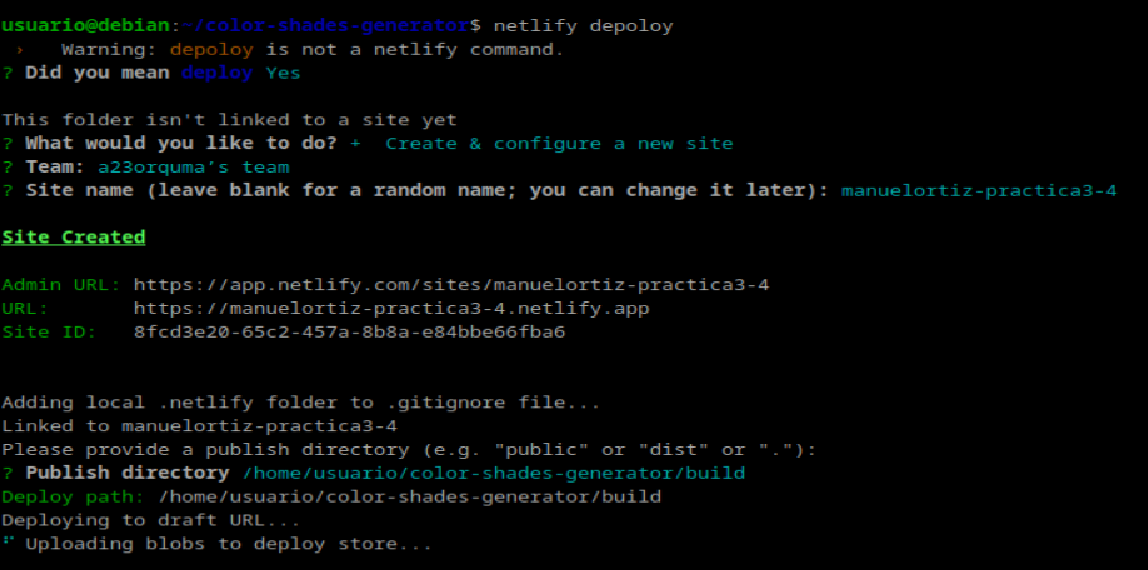 usuario@debian:~/color-shades-generator$ netlify depoloy
› Warning: depoloy is not a netlify command.
? Did you mean deploy Yes
This folder isn't linked to a site yet
? What would you like to do? + Create & configure a new site
? Team: a23orquma’s team
? Site name (leave blank for a random name; you can change it later): manuelortiz-practica3-4
Site Created
Admin URL: https://app.netlify.com/sites/manuelortiz-practica3-4
URL: https://manuelortiz-practica3-4.netlify.app
Site ID: 8fcd3e20-65c2-457a-8b8a-e84bbe66fba6
Adding local .netlify folder to .gitignore file...
Linked to manuelortiz-practica3-4
Please provide a publish directory (e.g. "public" or "dist" or "."):
? Publish directory /home/usuario/color-shades-generator/build
Deploy path: /home/usuario/color-shades-generator/build
Deploying to draft URL...
⠋ Uploading blobs to deploy store...